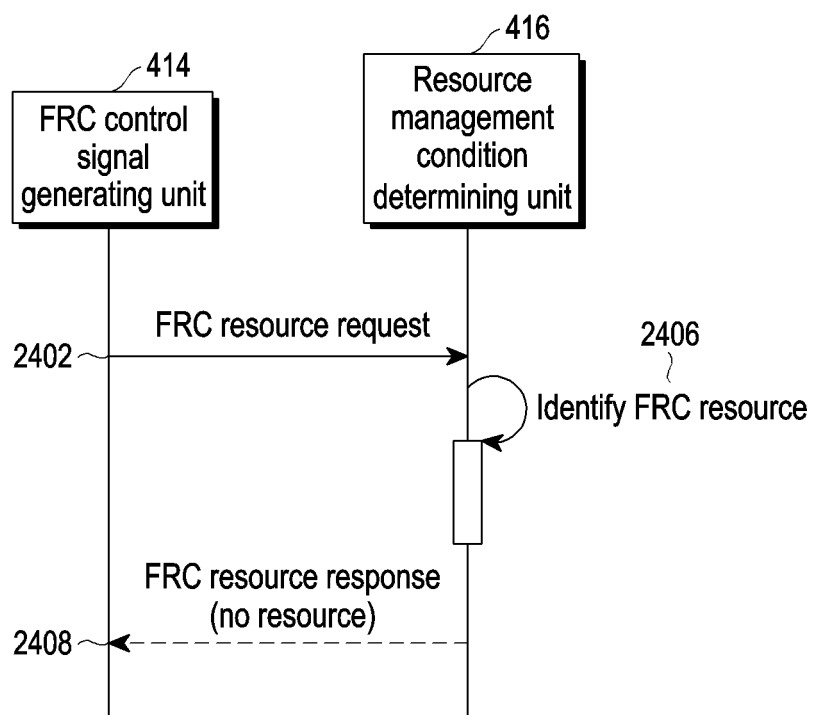 414
FRC control
signal
generating unit
416
Resource
management
condition
determining unit
FRC resource request
2402
2406
Identify FRC resource
FRC resource response
(no resource)
2408